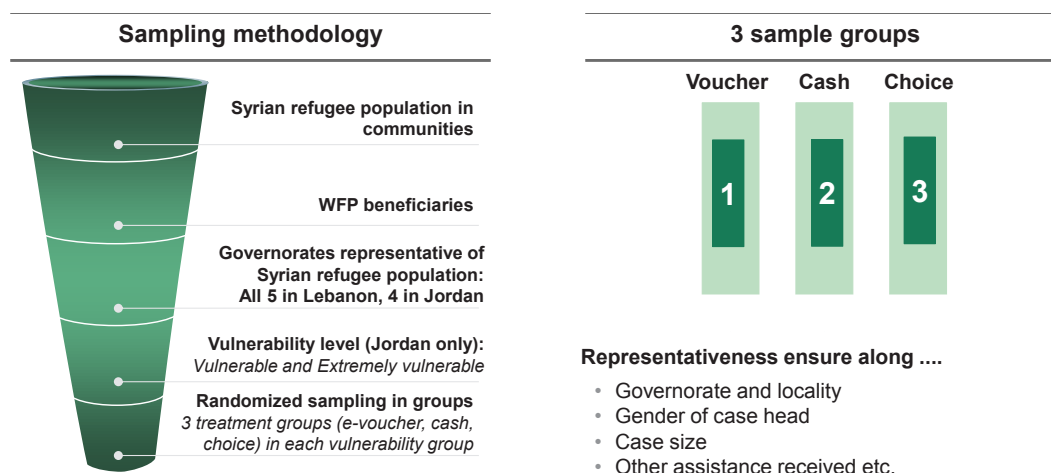 Sampling methodology
Syrian refugee population in
communities
WFP beneficiaries
Governorates representative of
Syrian refugee population:
All 5 in Lebanon, 4 in Jordan
Vulnerability level (Jordan only):
Vulnerable and Extremely vulnerable
Randomized sampling in groups
3 treatment groups (e-voucher, cash,
choice) in each vulnerability group
3 sample groups
Voucher Cash Choice
1 2 3
Representativeness ensure along ....
• Governorate and locality
• Gender of case head
• Case size
• Other assistance received etc.